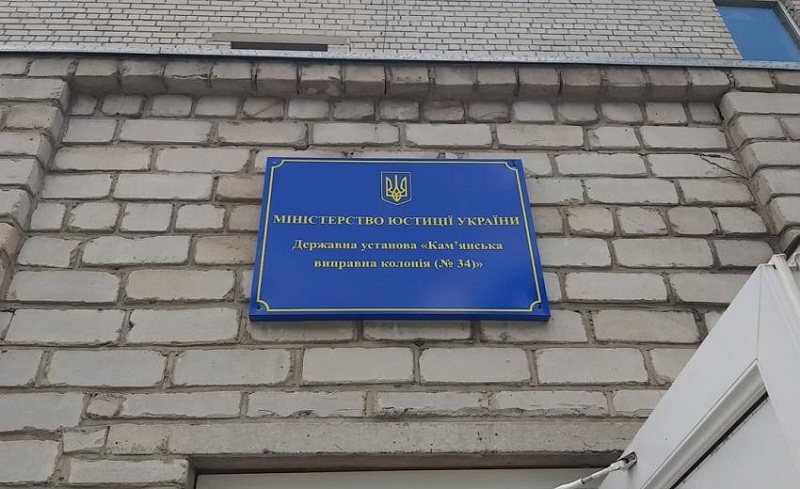 МІНІСТЕРСТВО ЮСТИЦІЇ УКРАЇНИ
Державна установа «Кам’янська
виправна колонія (№ 34)»